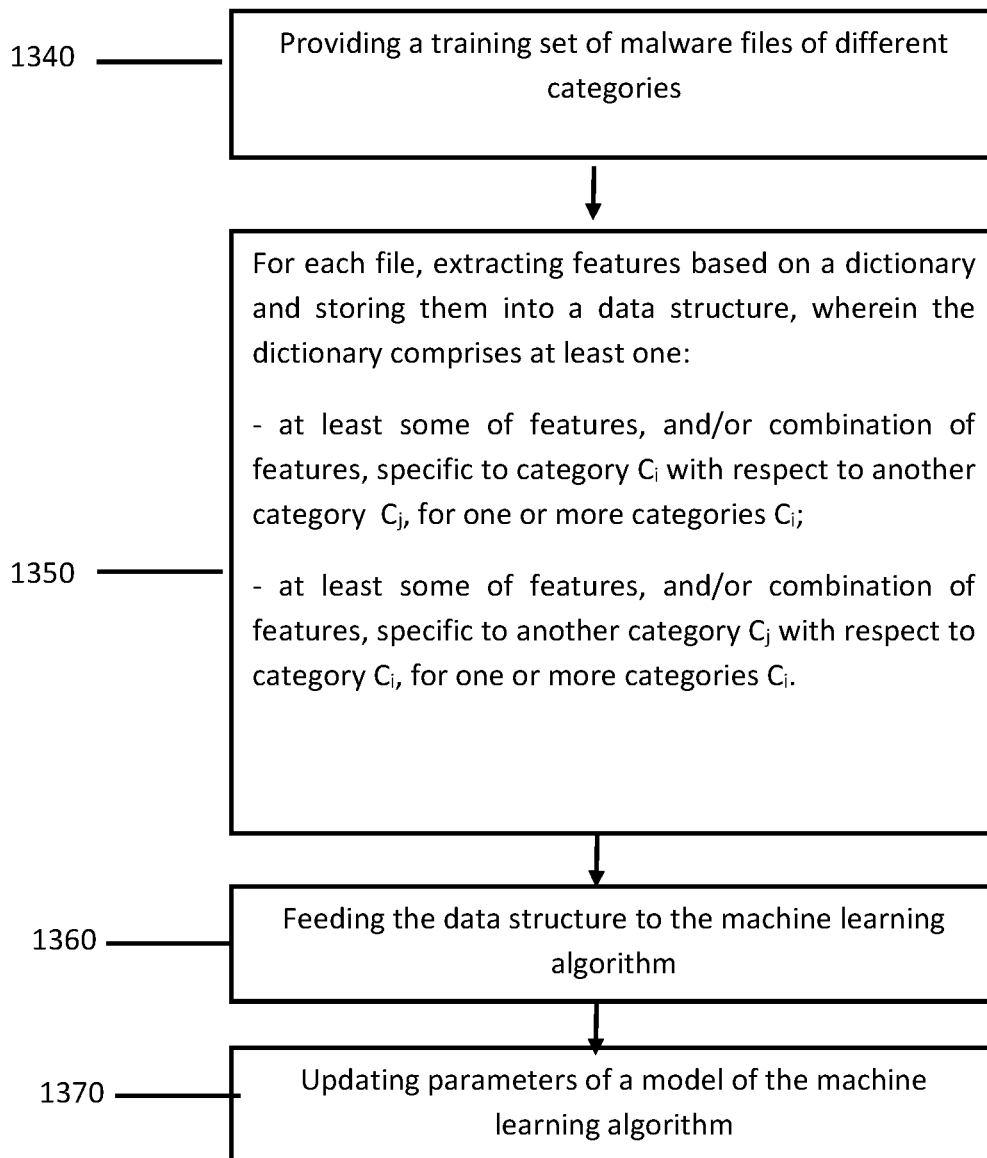 1340
Providing a training set of malware files of different
categories
For each file, extracting features based on a dictionary
and storing them into a data structure, wherein the
dictionary comprises at least one:
- at least some of features, and/or combination of
features, specific to category Cᵢ with respect to another
category Cⱼ, for one or more categories Cᵢ;
1350
- at least some of features, and/or combination of
features, specific to another category Cⱼ with respect to
category Cᵢ, for one or more categories Cᵢ.
1360
Feeding the data structure to the machine learning
algorithm
1370
Updating parameters of a model of the machine
learning algorithm